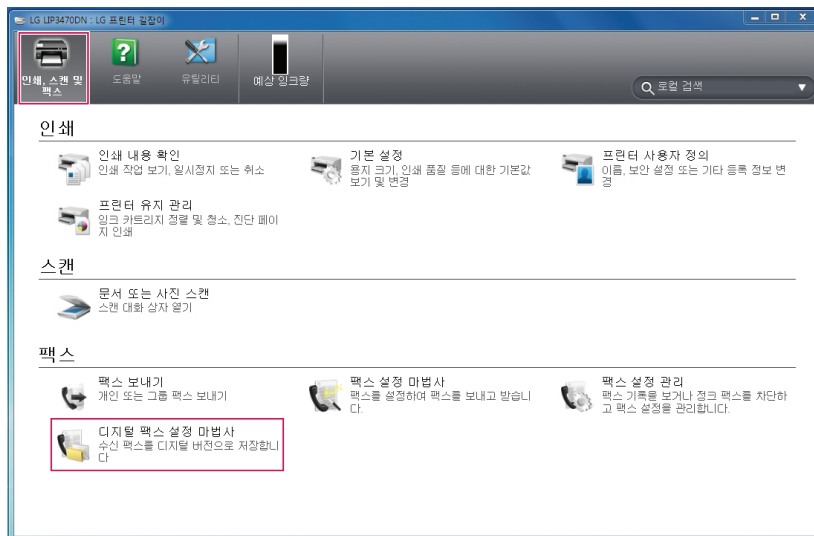 LG LIP3470DN : LG 프린터 길잡이
인쇄, 스캔 및
팩스
도움말
유틸리티
예상 잉크량
로컬 검색
인쇄
인쇄 내용 확인
인쇄 작업 보기, 일시정지 또는 취소
기본 설정
용지 크기, 인쇄 품질 등에 대한 기본값
보기 및 변경
프린터 사용자 정의
이름, 보안 설정 또는 기타 등록 정보 변
경
프린터 유지 관리
잉크 카트리지 정렬 및 청소, 진단 페이
지 인쇄
스캔
문서 또는 사진 스캔
스캔 대화 상자 열기
팩스
팩스 보내기
개인 또는 그룹 팩스 보내기
팩스 설정 마법사
팩스를 설정하여 팩스를 보내고 받습니
다.
팩스 설정 관리
팩스 기록을 보거나 정크 팩스를 차단하
고 팩스 설정을 관리합니다.
디지털 팩스 설정 마법사
수신 팩스를 디지털 버전으로 저장합니
다